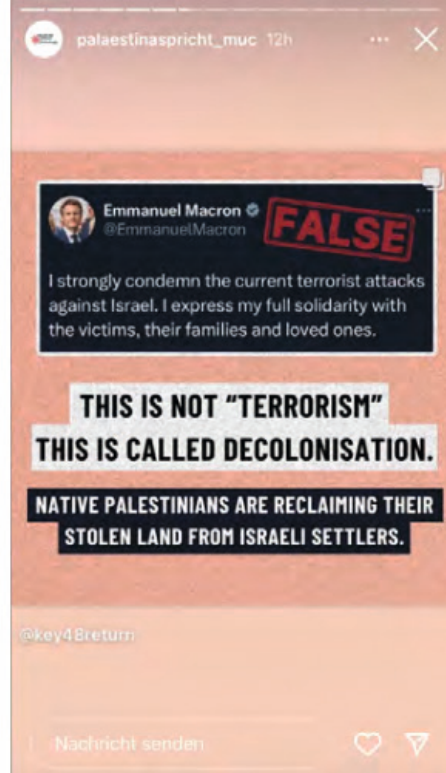 palaestinaspricht_muc 12h
Emmanuel Macron
@EmmanuelMacron
FALSE
I strongly condemn the current terrorist attacks
against Israel. I express my full solidarity with
the victims, their families and loved ones.
THIS IS NOT “TERRORISM”
THIS IS CALLED DECOLONISATION.
NATIVE PALESTINIANS ARE RECLAIMING THEIR
STOLEN LAND FROM ISRAELI SETTLERS.
@key48return
Nachricht senden